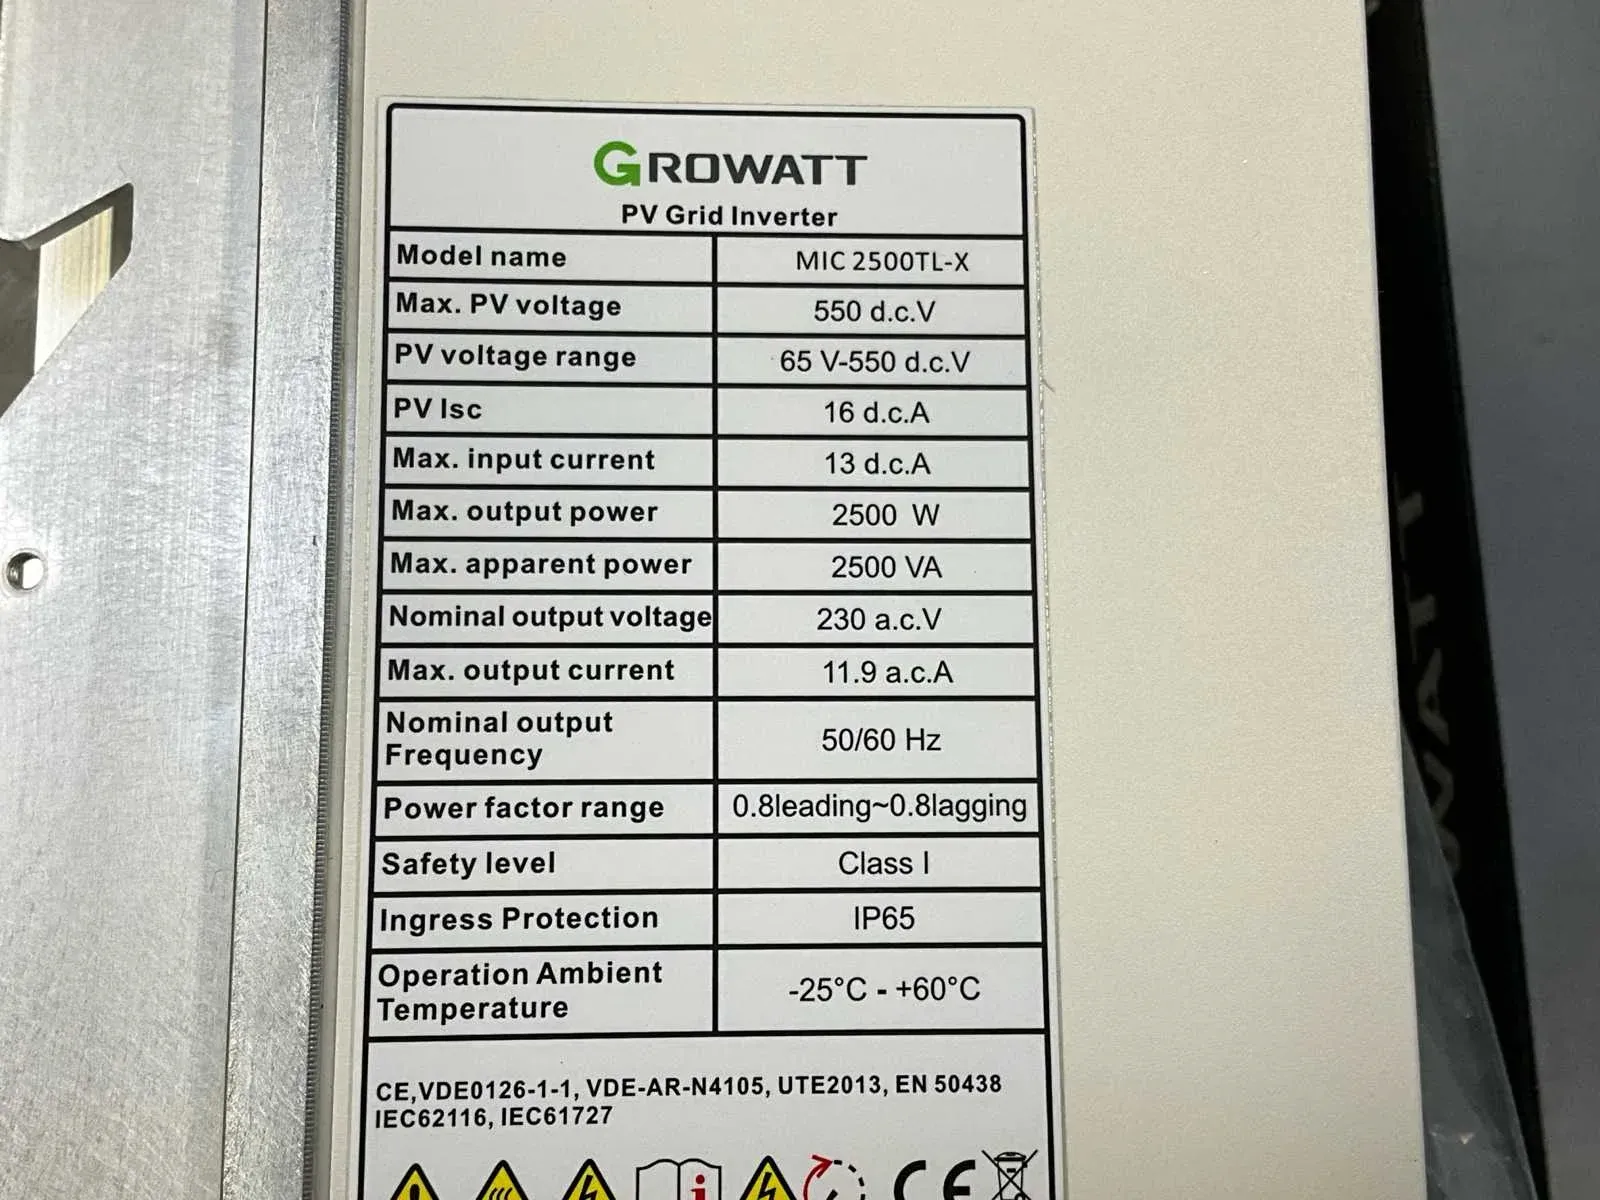 GROWATT
PV Grid Inverter
Model name MIC 2500TL-X
Max. PV voltage 550 d.c.V
PV voltage range 65 V-550 d.c.V
PV Isc 16 d.c.A
Max. input current 13 d.c.A
Max. output power 2500 W
Max. apparent power 2500 VA
Nominal output voltage 230 a.c.V
Max. output current 11.9 a.c.A
Nominal output
Frequency 50/60 Hz
Power factor range 0.8leading~0.8lagging
Safety level Class I
Ingress Protection IP65
Operation Ambient
Temperature -25°C - +60°C
CE,VDE0126-1-1, VDE-AR-N4105, UTE2013, EN 50438
IEC62116, IEC61727
CE